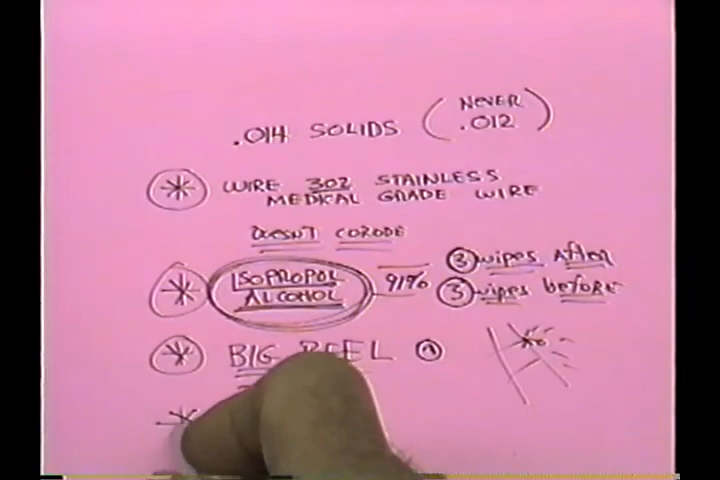 NEVER
.014 SOLIDS (.012)
WIRE 302 STAINLESS
MEDICAL GRADE WIRE
DOESN'T CORODE
ISOPROPOL ALCOHOL 91%
3 wipes After
3 wipes before
BIG REEL